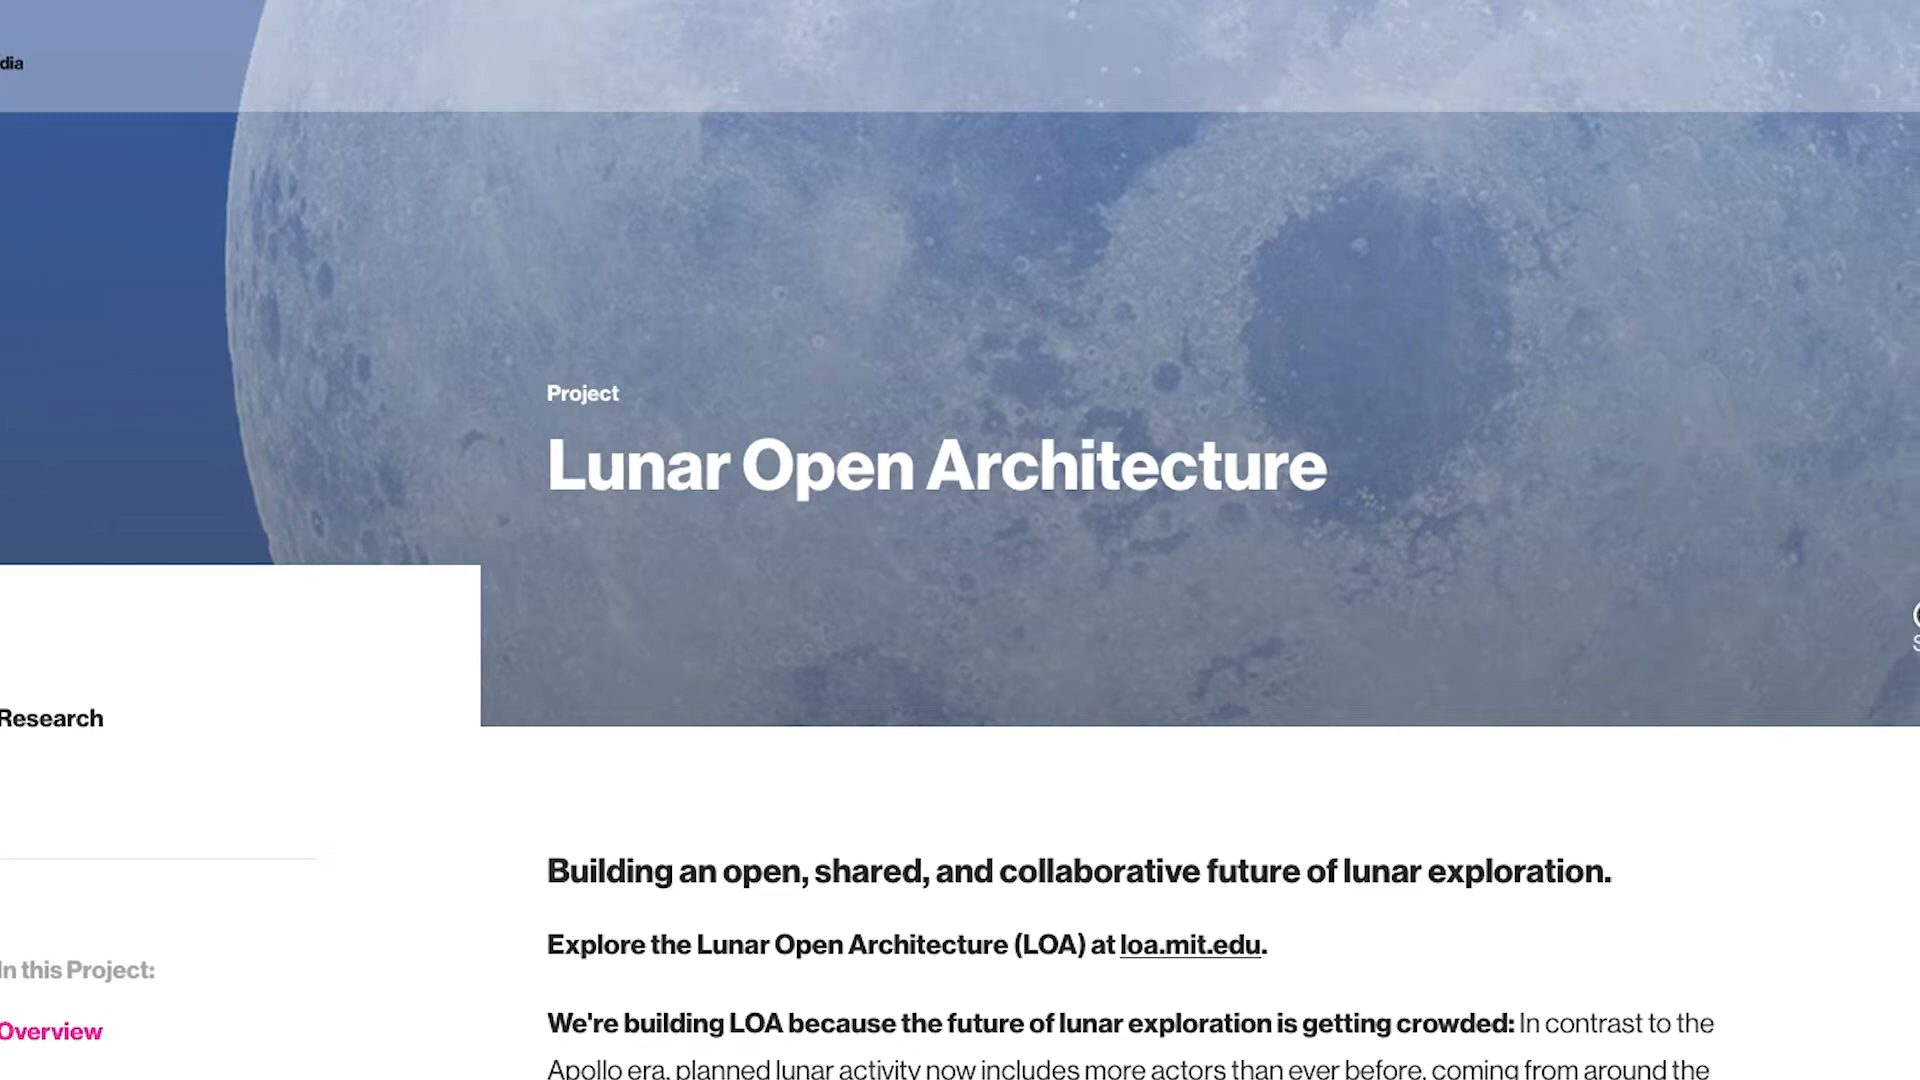 dia
Project
Lunar Open Architecture
Research
Building an open, shared, and collaborative future of lunar exploration.
Explore the Lunar Open Architecture (LOA) at loa.mit.edu.
In this Project:
Overview
We're building LOA because the future of lunar exploration is getting crowded: In contrast to the
Apollo era, planned lunar activity now includes more actors than ever before, coming from around the